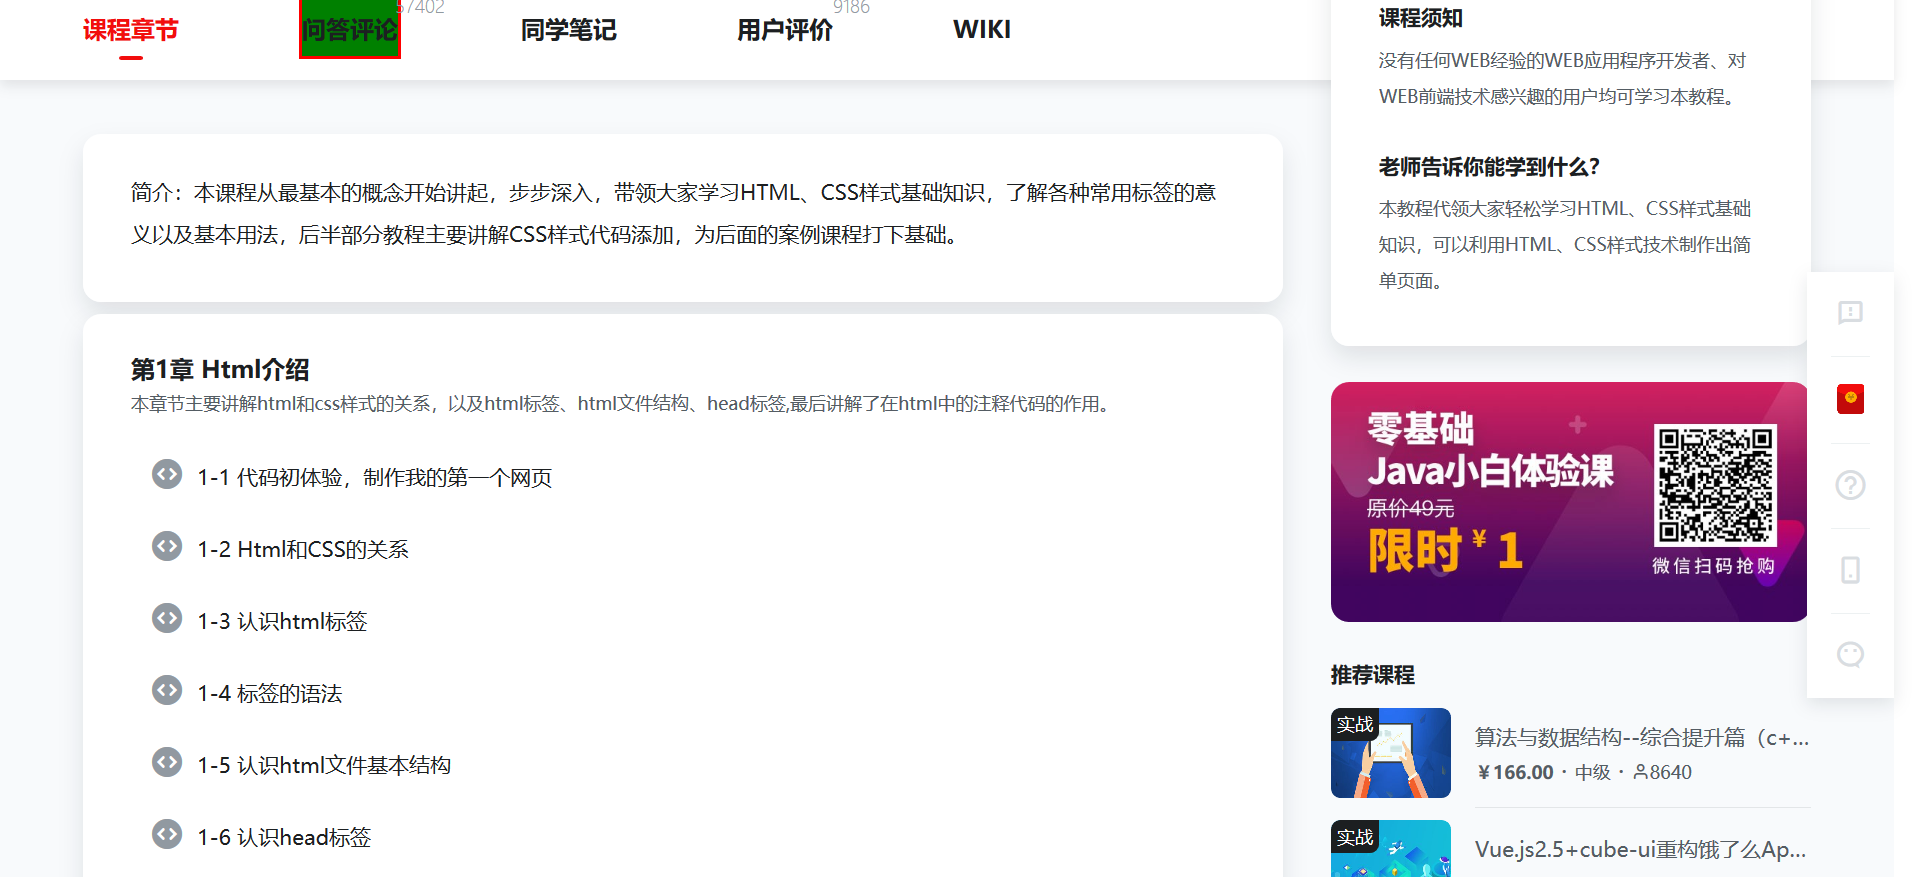 课程章节
问答评论
57402
同学笔记
用户评价
9186
WIKI
简介：本课程从最基本的概念开始讲起，步步深入，带领大家学习HTML、CSS样式基础知识，了解各种常用标签的意
义以及基本用法，后半部分教程主要讲解CSS样式代码添加，为后面的案例课程打下基础。
第1章 Html介绍
本章节主要讲解html和css样式的关系，以及html标签、html文件结构、head标签,最后讲解了在html中的注释代码的作用。
1-1 代码初体验，制作我的第一个网页
1-2 Html和CSS的关系
1-3 认识html标签
1-4 标签的语法
1-5 认识html文件基本结构
1-6 认识head标签
课程须知
没有任何WEB经验的WEB应用程序开发者、对
WEB前端技术感兴趣的用户均可学习本教程。
老师告诉你能学到什么？
本教程代领大家轻松学习HTML、CSS样式基础
知识，可以利用HTML、CSS样式技术制作出简
单页面。
零基础
Java小白体验课
原价49元
限时￥1
微信扫码抢购
推荐课程
实战
算法与数据结构--综合提升篇（c+...
￥166.00 · 中级 · 8640
实战
Vue.js2.5+cube-ui重构饿了么Ap...